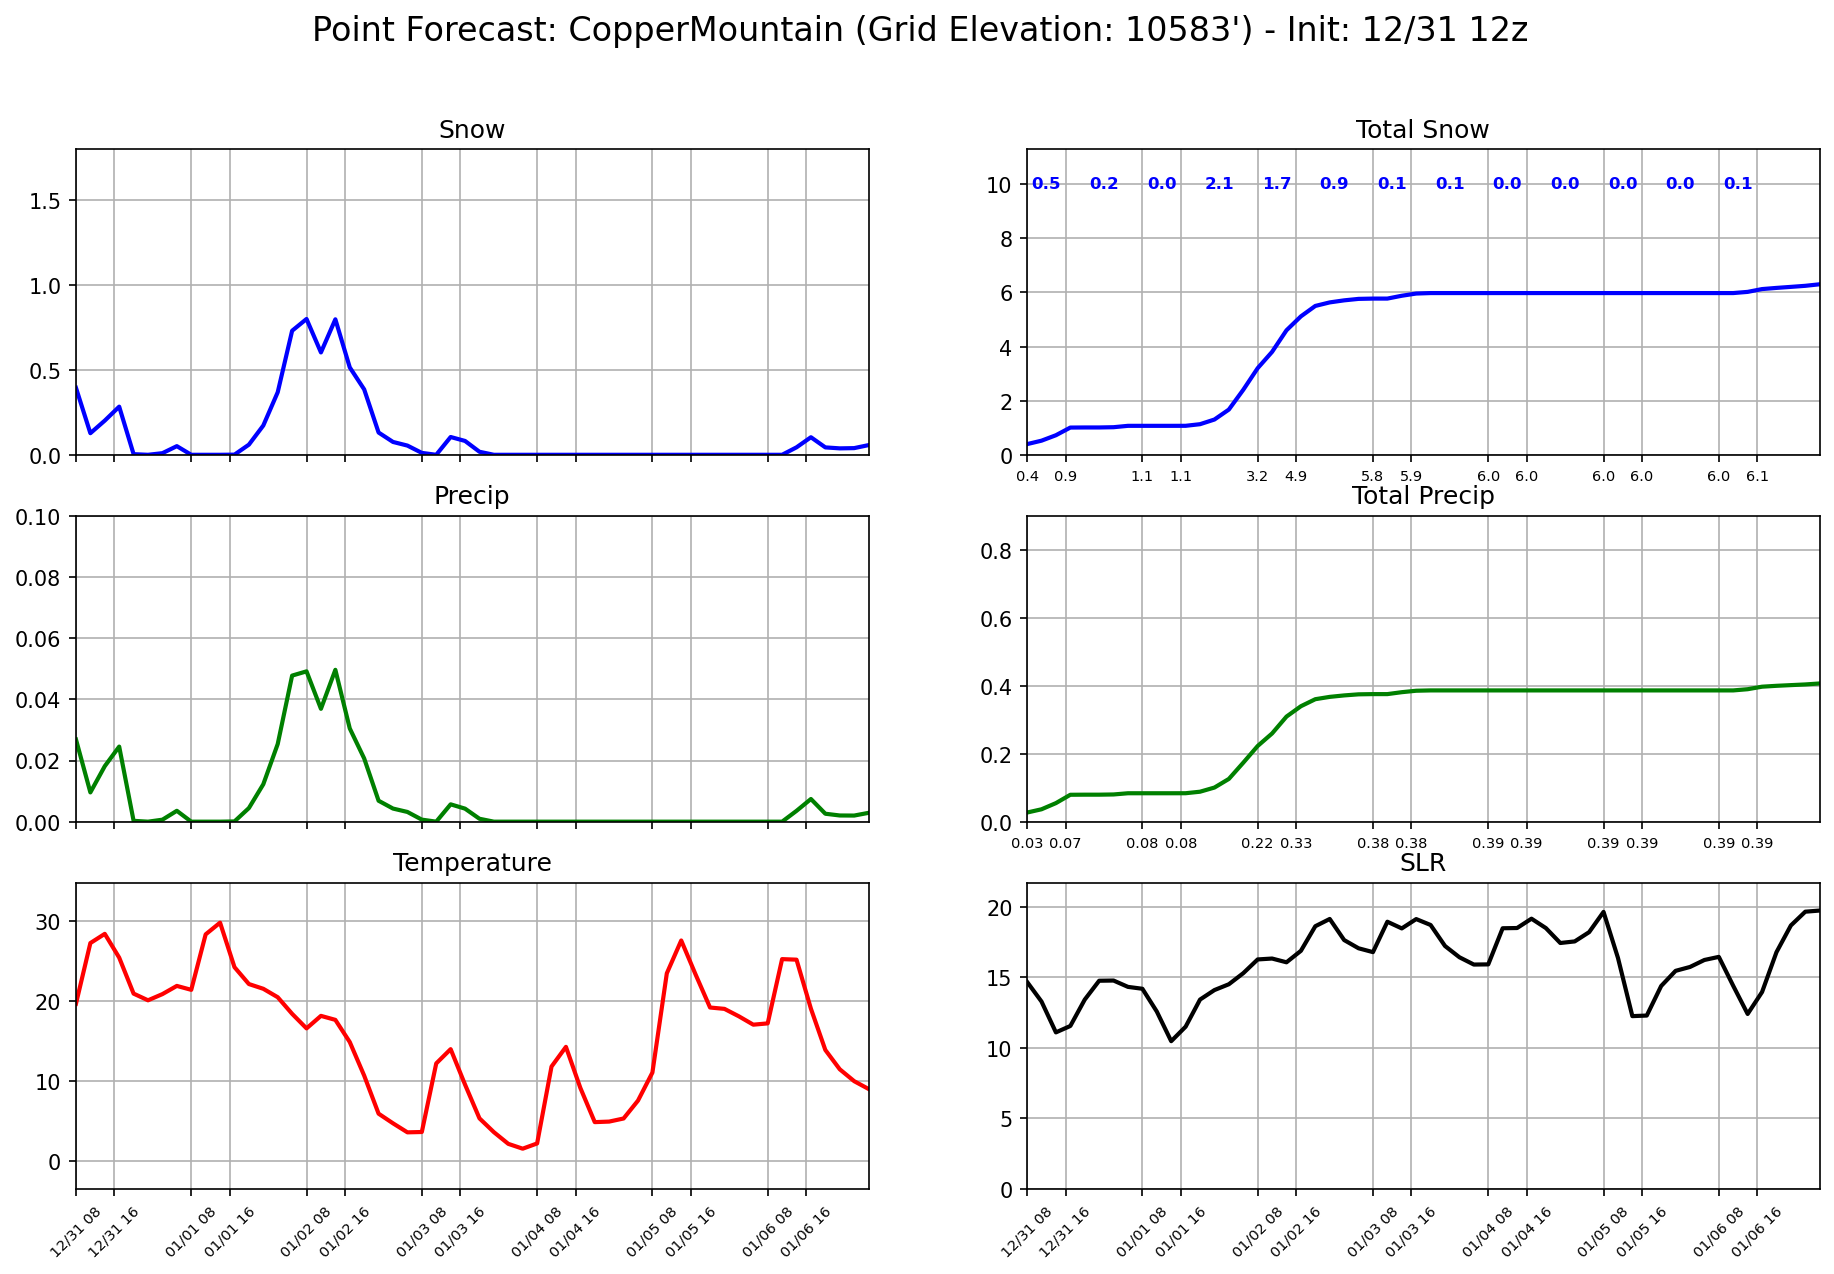 Point Forecast: CopperMountain (Grid Elevation: 10583') - Init: 12/31 12z
Snow
1.5
1.0
0.5
0.0
Total Snow
10
8
6
4
2
0
0.5 0.2 0.0 2.1 1.7 0.9 0.1 0.1 0.0 0.0 0.0 0.0 0.1
0.4 0.9 1.1 1.1 3.2 4.9 5.8 5.9 6.0 6.0 6.0 6.0 6.0 6.1
Precip
0.10
0.08
0.06
0.04
0.02
0.00
Total Precip
0.8
0.6
0.4
0.2
0.0
0.03 0.07 0.08 0.08 0.22 0.33 0.38 0.38 0.39 0.39 0.39 0.39 0.39 0.39
Temperature
30
20
10
0
12/31 08 12/31 16 01/01 08 01/01 16 01/02 08 01/02 16 01/03 08 01/03 16 01/04 08 01/04 16 01/05 08 01/05 16 01/06 08 01/06 16
SLR
20
15
10
5
0
12/31 08 12/31 16 01/01 08 01/01 16 01/02 08 01/02 16 01/03 08 01/03 16 01/04 08 01/04 16 01/05 08 01/05 16 01/06 08 01/06 16